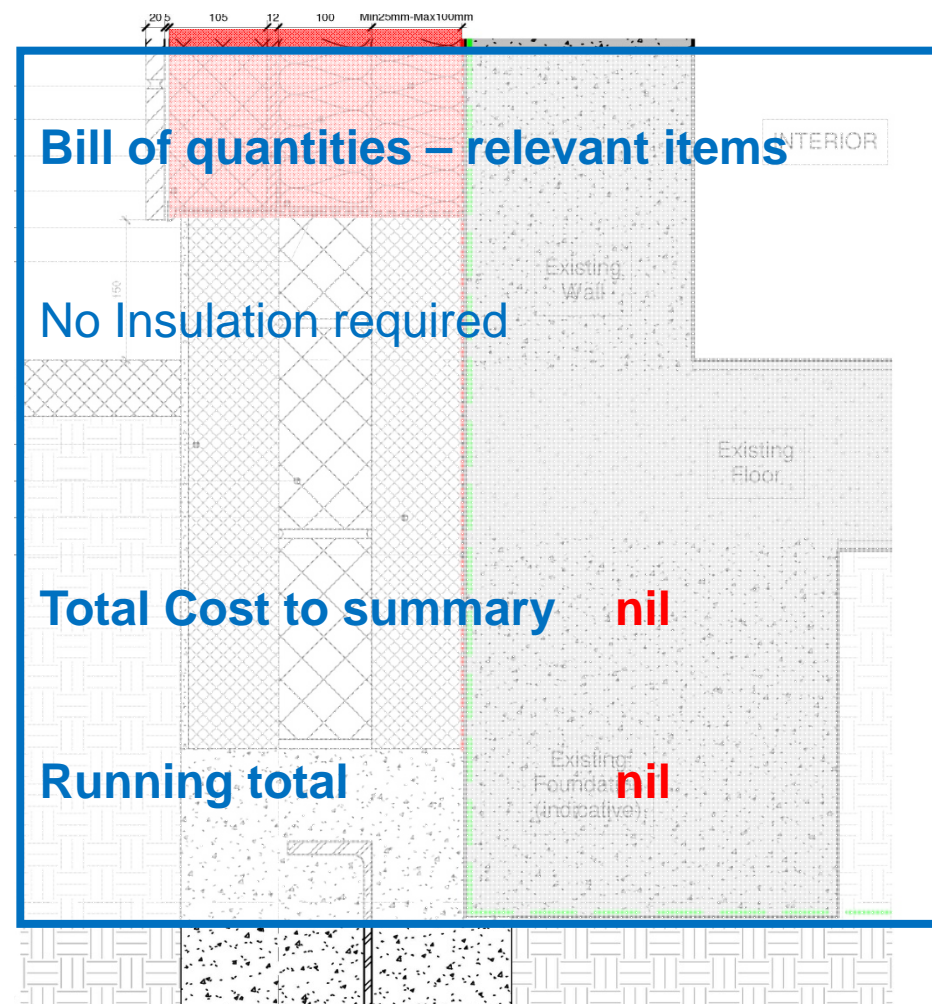 20 5 105 12 100 Min25mm-Max100mm
Bill of quantities – relevant items
INTERIOR
Existing
Wall
150
No Insulation required
Existing
Floor
Total Cost to summary nil
Existing
Running total nil
Foundation
(indicative)